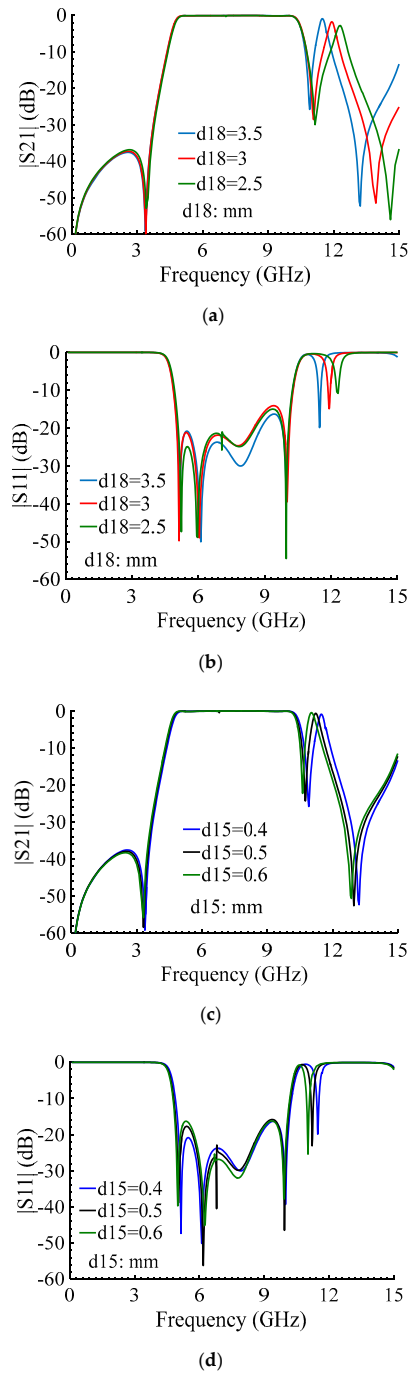 0
-10
-20
-30
-40
-50
-60
|S21| (dB)
d18=3.5
d18=3
d18=2.5
d18: mm
0 3 6 9 12 15
Frequency (GHz)
(a)
0
-10
-20
-30
-40
-50
-60
|S11| (dB)
d18=3.5
d18=3
d18=2.5
d18: mm
0 3 6 9 12 15
Frequency (GHz)
(b)
0
-10
-20
-30
-40
-50
-60
|S21| (dB)
d15=0.4
d15=0.5
d15=0.6
d15: mm
0 3 6 9 12 15
Frequency (GHz)
(c)
0
-10
-20
-30
-40
-50
-60
|S11| (dB)
d15=0.4
d15=0.5
d15=0.6
d15: mm
0 3 6 9 12 15
Frequency (GHz)
(d)